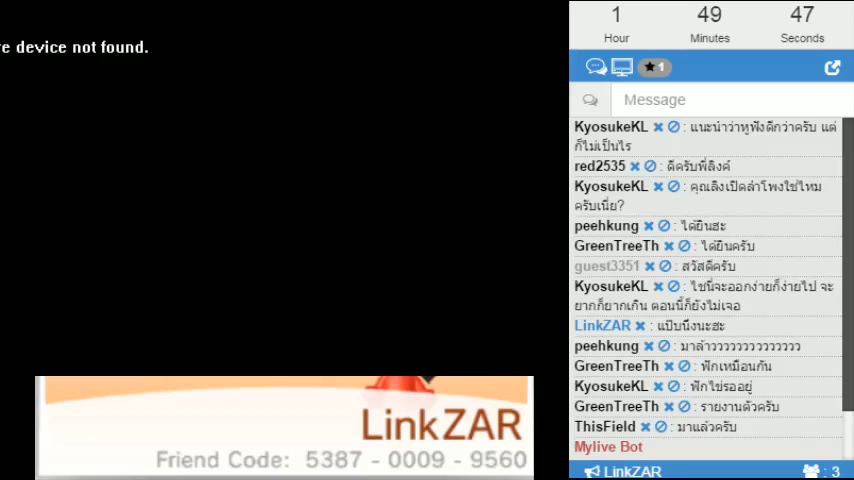 re device not found.
1 49 47
Hour Minutes Seconds
1
Message
KyosukeKL : แนะนำว่าหูฟังดีกว่าครับ แต่
ก็ไม่เป็นไร
red2535 : ดีครับพี่ลิงค์
KyosukeKL : คุณลิงเปิดลำโพงใช่ไหม
ครับเนี่ย?
peehkung : ได้ยินฮะ
GreenTreeTh : ได้ยินครับ
guest3351 : สวัสดีครับ
KyosukeKL : ไชนี่จะออกง่ายก็ง่ายไป จะ
ยากก็ยากเกิน ตอนนี้ก็ยังไม่เจอ
LinkZAR : แป๊บนึงนะฮะ
peehkung : มาล้าวววววววววววววว
GreenTreeTh : ฟักเหมือนกัน
KyosukeKL : ฟักไข่รออยู่
GreenTreeTh : รายงานตัวครับ
ThisField : มาแล้วครับ
Mylive Bot
LinkZAR : 3
LinkZAR
Friend Code: 5387 - 0009 - 9560